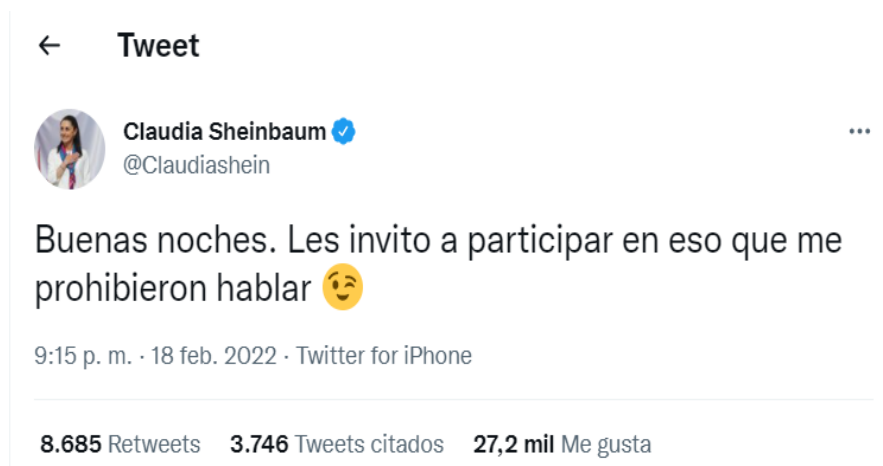 Tweet
Claudia Sheinbaum
@Claudiashein
Buenas noches. Les invito a participar en eso que me
prohibieron hablar 😉
9:15 p. m. · 18 feb. 2022 · Twitter for iPhone
8.685 Retweets 3.746 Tweets citados 27,2 mil Me gusta